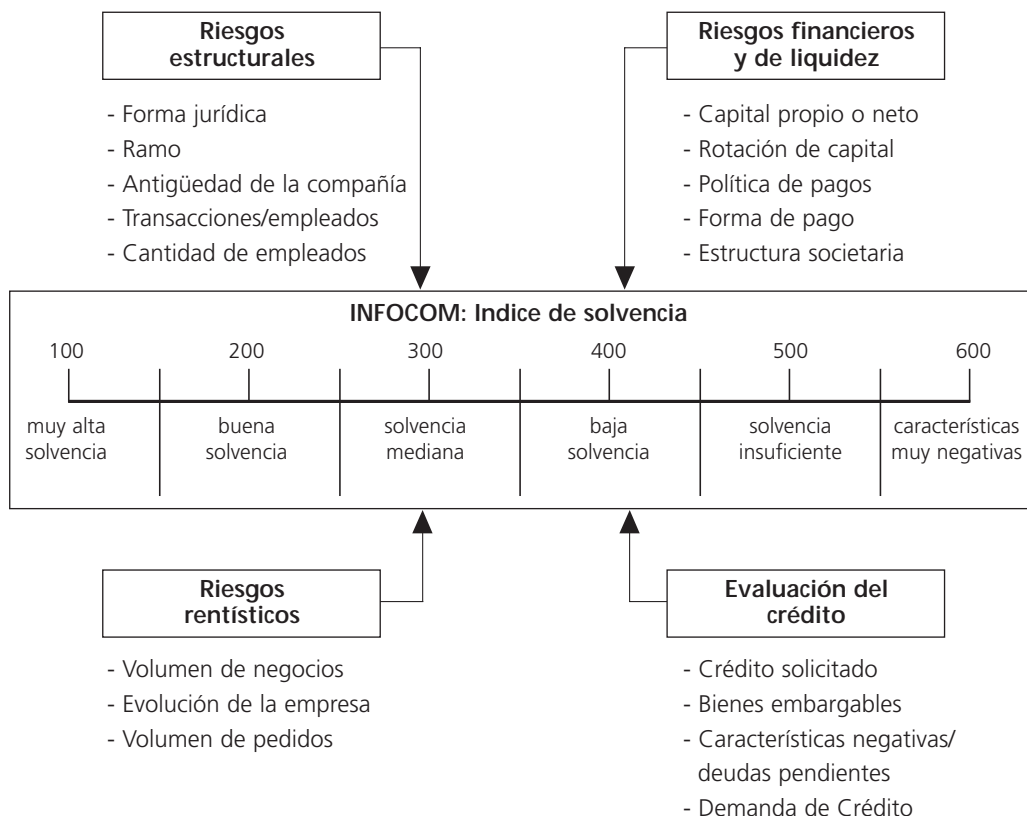 Riesgos
estructurales
- Forma jurídica
- Ramo
- Antigüedad de la compañía
- Transacciones/empleados
- Cantidad de empleados
Riesgos financieros
y de liquidez
- Capital propio o neto
- Rotación de capital
- Política de pagos
- Forma de pago
- Estructura societaria
INFOCOM: Indice de solvencia
100 200 300 400 500 600
muy alta
solvencia
buena
solvencia
solvencia
mediana
baja
solvencia
solvencia
insuficiente
características
muy negativas
Riesgos
rentísticos
- Volumen de negocios
- Evolución de la empresa
- Volumen de pedidos
Evaluación del
crédito
- Crédito solicitado
- Bienes embargables
- Características negativas/
deudas pendientes
- Demanda de Crédito